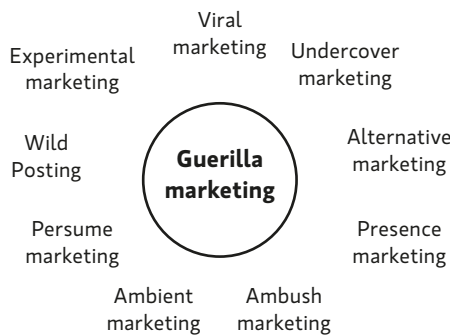 Viral
marketing
Undercover
marketing
Experimental
marketing
Alternative
marketing
Wild
Posting
Guerilla
marketing
Persume
marketing
Presence
marketing
Ambient
marketing
Ambush
marketing